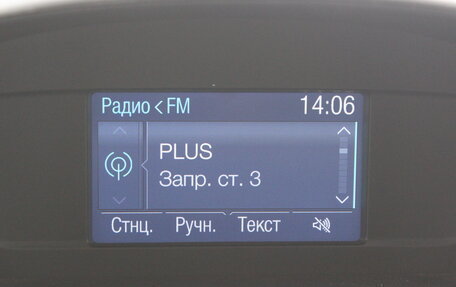 Радио < FM 14:06
PLUS
Запр. ст. 3
Стнц. Ручн. Текст